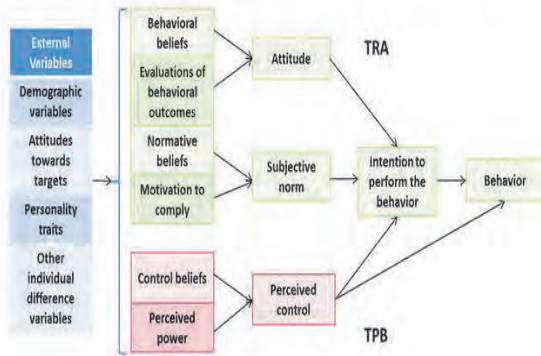 External
Variables
Demographic
variables
Attitudes
towards
targets
Personality
traits
Other
individual
difference
variables
Behavioral
beliefs
Evaluations of
behavioral
outcomes
Normative
beliefs
Motivation to
comply
Control beliefs
Perceived
power
Attitude
Subjective
norm
Perceived
control
TRA
Intention to
perform the
behavior
Behavior
TPB